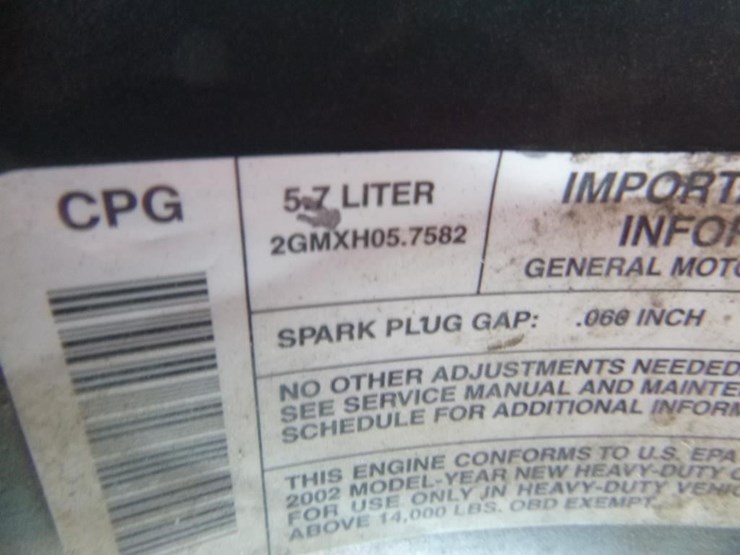 CPG
5.7 LITER
2GMXH05.7582
IMPORT
INFOR
GENERAL MOTO
SPARK PLUG GAP: .060 INCH
NO OTHER ADJUSTMENTS NEEDED
SEE SERVICE MANUAL AND MAINTE
SCHEDULE FOR ADDITIONAL INFORM
THIS ENGINE CONFORMS TO U.S. EPA
2002 MODEL-YEAR NEW HEAVY-DUTY
FOR USE ONLY IN HEAVY-DUTY VEHIC
ABOVE 14,000 LBS. OBD EXEMPT.